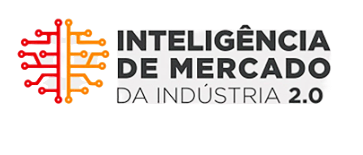 INTELIGÊNCIA
DE MERCADO
DA INDÚSTRIA 2.0